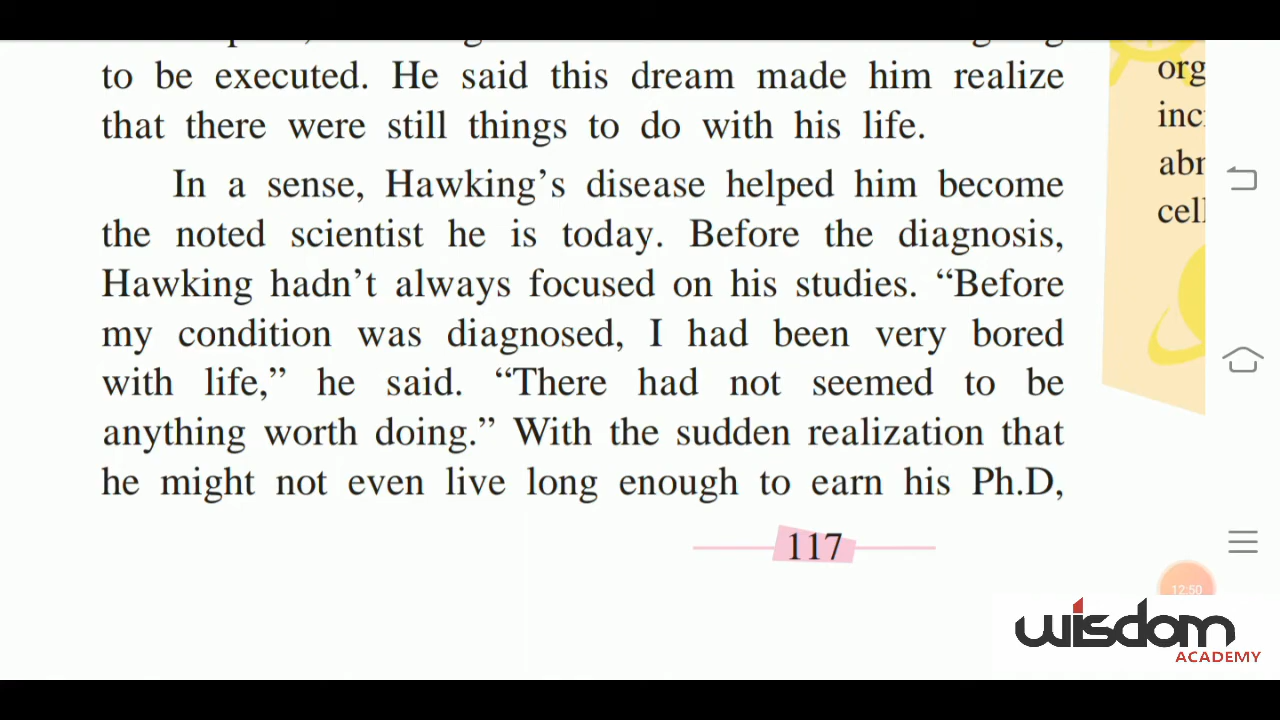 to be executed. He said this dream made him realize
that there were still things to do with his life.
In a sense, Hawking’s disease helped him become
the noted scientist he is today. Before the diagnosis,
Hawking hadn’t always focused on his studies. “Before
my condition was diagnosed, I had been very bored
with life,” he said. “There had not seemed to be
anything worth doing.” With the sudden realization that
he might not even live long enough to earn his Ph.D,
117
org
inc
abn
cell
12:50
wisdom
ACADEMY